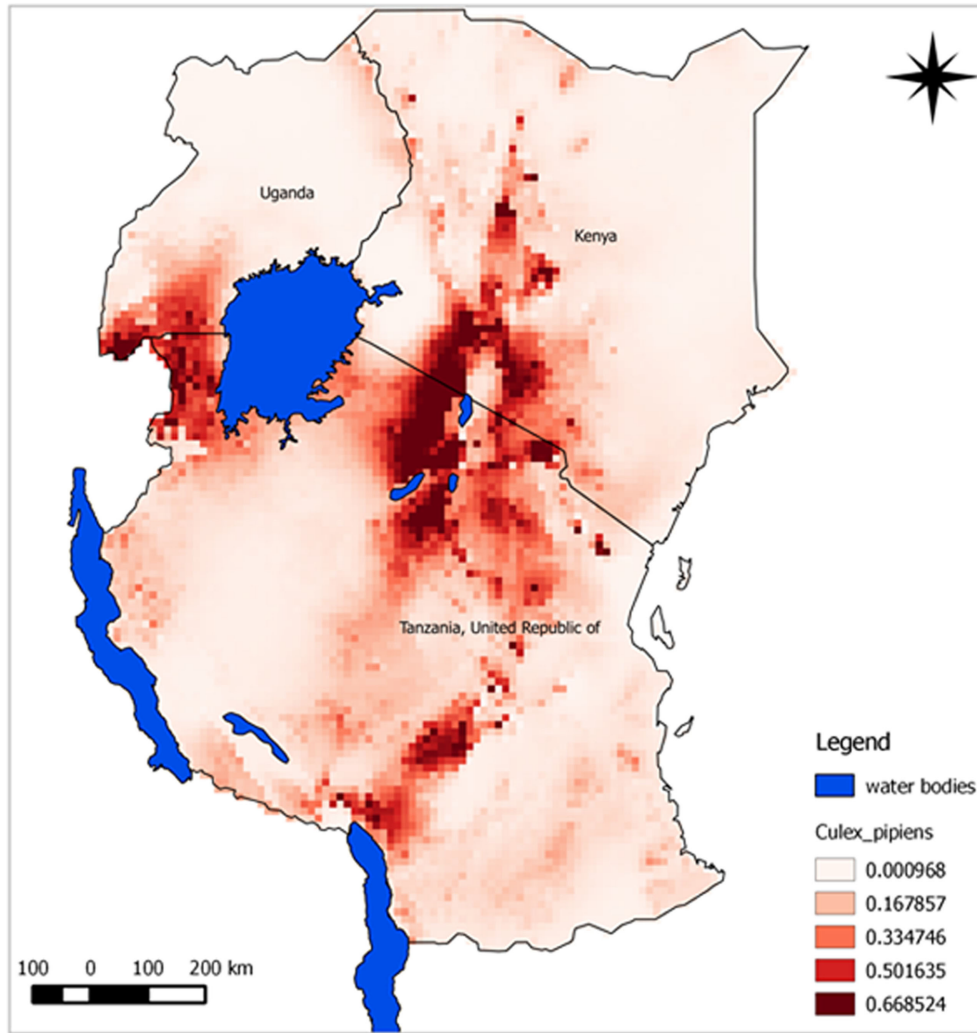 Uganda
Kenya
Tanzania, United Republic of
Legend
water bodies
Culex_pipiens
0.000968
0.167857
0.334746
0.501635
0.668524
100 0 100 200 km